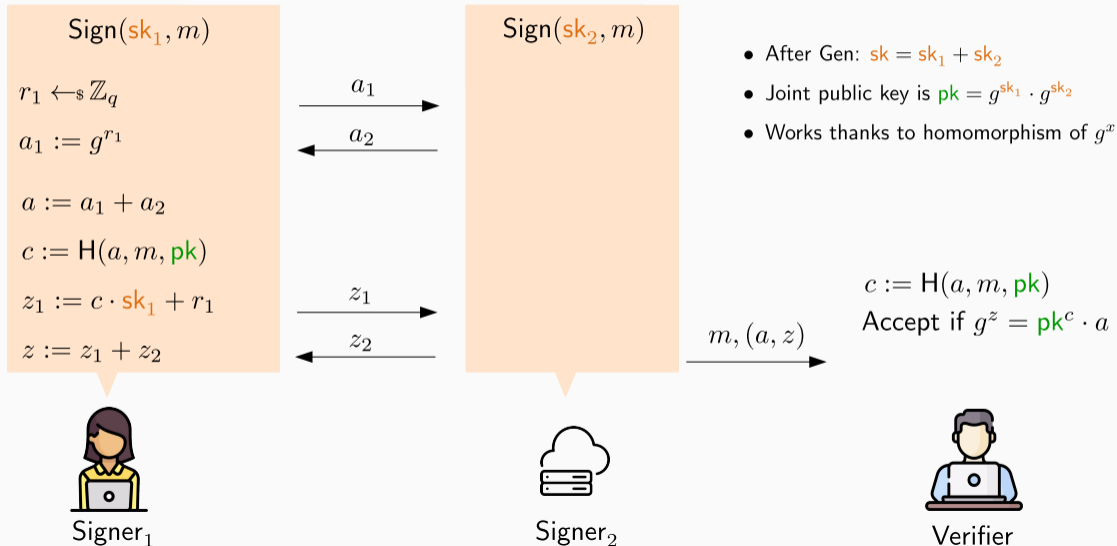 Sign(sk₁, m)
r₁ ←$ ℤ_q
a₁ := g^{r₁}
a := a₁ + a₂
c := H(a, m, pk)
z₁ := c · sk₁ + r₁
z := z₁ + z₂
Signer₁
a₁
a₂
z₁
z₂
Sign(sk₂, m)
Signer₂
m, (a, z)
• After Gen: sk = sk₁ + sk₂
• Joint public key is pk = g^{sk₁} · g^{sk₂}
• Works thanks to homomorphism of g^x
c := H(a, m, pk)
Accept if g^z = pk^c · a
Verifier